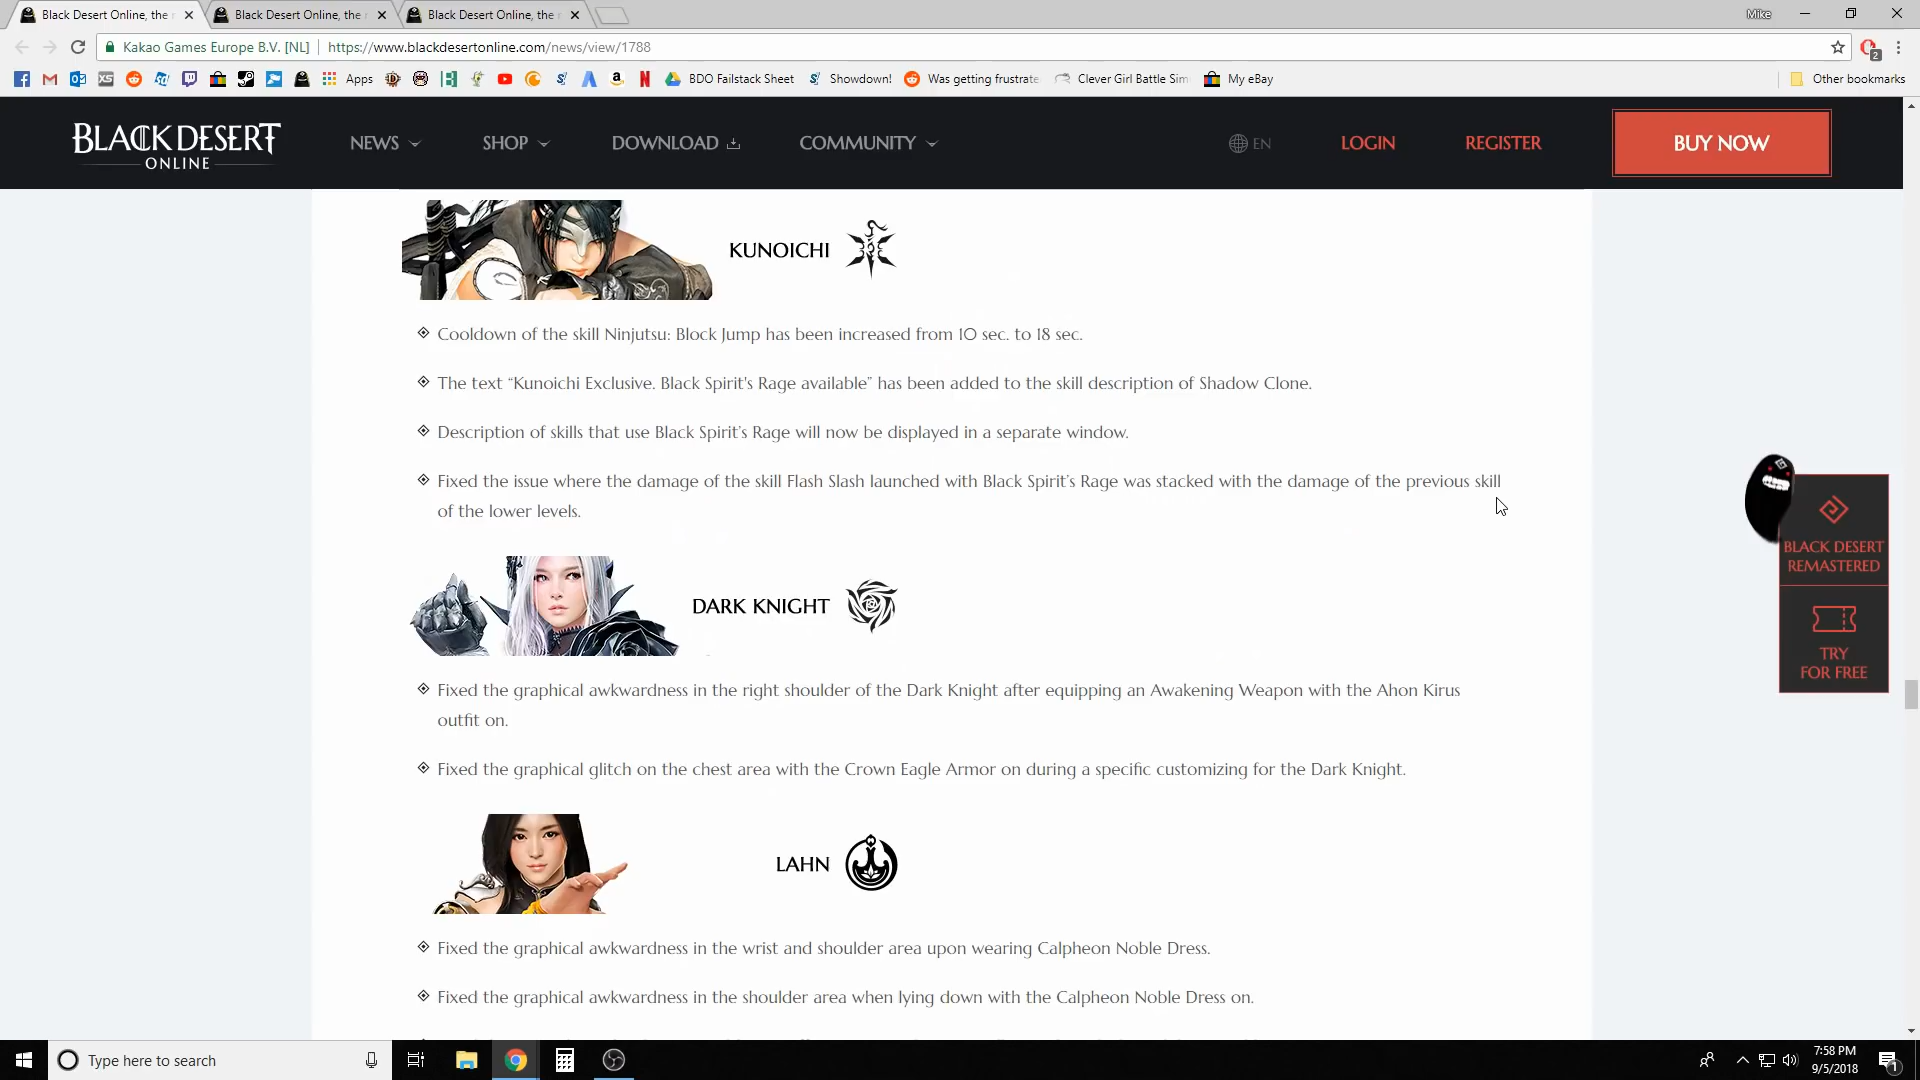 Black Desert Online, the
Black Desert Online, the
Black Desert Online, the
Mike
Kakao Games Europe B.V. [NL]
https://www.blackdesertonline.com/news/view/1788
Apps
BDO Failstack Sheet
Showdown!
Was getting frustrate
Clever Girl Battle Sim
My eBay
Other bookmarks
BLACK DESERT
ONLINE
NEWS
SHOP
DOWNLOAD
COMMUNITY
EN
LOGIN
REGISTER
BUY NOW
KUNOICHI
Cooldown of the skill Ninjutsu: Block Jump has been increased from 10 sec. to 18 sec.
The text “Kunoichi Exclusive. Black Spirit's Rage available” has been added to the skill description of Shadow Clone.
Description of skills that use Black Spirit’s Rage will now be displayed in a separate window.
Fixed the issue where the damage of the skill Flash Slash launched with Black Spirit’s Rage was stacked with the damage of the previous skill
of the lower levels.
BLACK DESERT
REMASTERED
TRY
FOR FREE
DARK KNIGHT
Fixed the graphical awkwardness in the right shoulder of the Dark Knight after equipping an Awakening Weapon with the Ahon Kirus
outfit on.
Fixed the graphical glitch on the chest area with the Crown Eagle Armor on during a specific customizing for the Dark Knight.
LAHN
Fixed the graphical awkwardness in the wrist and shoulder area upon wearing Calpheon Noble Dress.
Fixed the graphical awkwardness in the shoulder area when lying down with the Calpheon Noble Dress on.
Type here to search
7:58 PM
9/5/2018